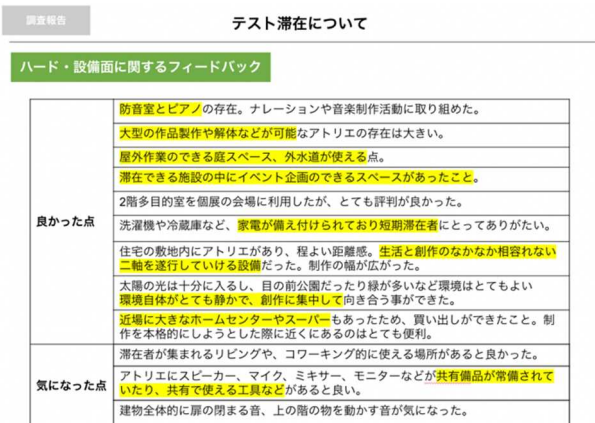 調査報告
テスト滞在について
ハード・設備面に関するフィードバック
良かった点
防音室とピアノの存在。ナレーションや音楽制作活動に取り組めた。
大型の作品製作や解体などが可能なアトリエの存在は大きい。
屋外作業のできる庭スペース、外水道が使える点。
滞在できる施設の中にイベント企画のできるスペースがあったこと。
2階多目的室を個展の会場に利用したが、とても評判が良かった。
洗濯機や冷蔵庫など、家電が備え付けられており短期滞在者にとってありがたい。
住宅の敷地内にアトリエがあり、程よい距離感。生活と創作のなかなか相容れない
二軸を遂行していける設備だった。制作の幅が広がった。
太陽の光は十分に入るし、目の前公園だったり緑が多いなど環境はとてもよい
環境自体がとても静かで、創作に集中して向き合う事ができた。
近場に大きなホームセンターやスーパーもあったため、買い出しができたこと。制
作を本格的にしようとした際に近くにあるのはとても便利。
気になった点
滞在者が集まれるリビングや、コワーキング的に使える場所があると良かった。
アトリエにスピーカー、マイク、ミキサー、モニターなどが共有備品が常備されて
いたり、共有で使える工具などがあると良い。
建物全体的に扉の閉まる音、上の階の物を動かす音が気になった。